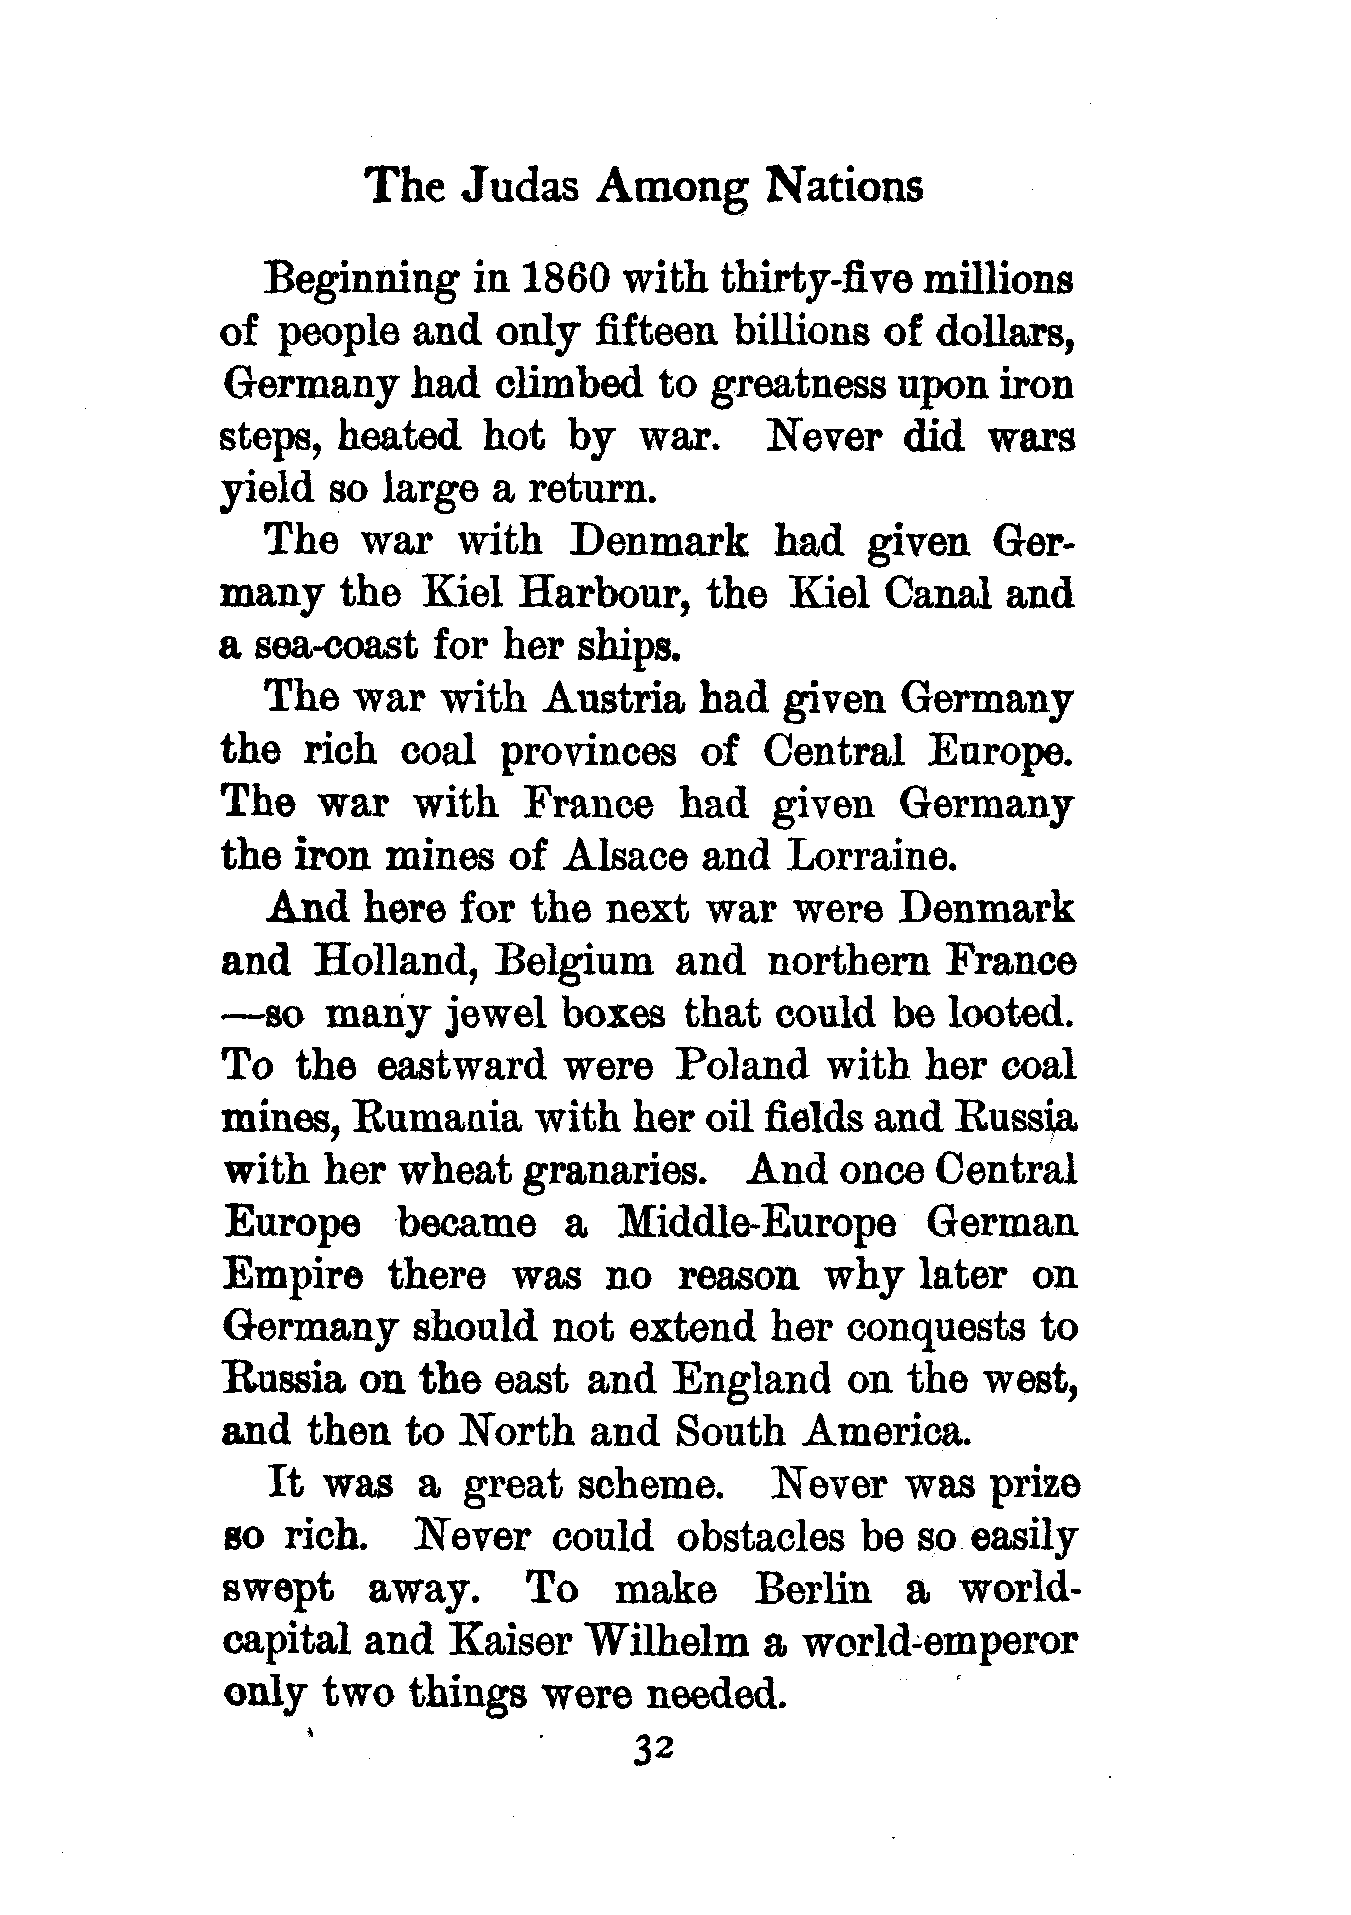 The Judas Among Nations
Beginning in 1860 with thirty-five millions
of people and only fifteen billions of dollars,
Germany had climbed to greatness upon iron
steps, heated hot by war. Never did wars
yield so large a return.
The war with Denmark had given Ger-
many the Kiel Harbour, the Kiel Canal and
a sea-coast for her ships.
The war with Austria had given Germany
the rich coal provinces of Central Europe.
The war with France had given Germany
the iron mines of Alsace and Lorraine.
And here for the next war were Denmark
and Holland, Belgium and northern France
—so many jewel boxes that could be looted.
To the eastward were Poland with her coal
mines, Rumania with her oil fields and Russia
with her wheat granaries. And once Central
Europe became a Middle-Europe German
Empire there was no reason why later on
Germany should not extend her conquests to
Russia on the east and England on the west,
and then to North and South America.
It was a great scheme. Never was prize
so rich. Never could obstacles be so easily
swept away. To make Berlin a world-
capital and Kaiser Wilhelm a world-emperor
only two things were needed.
32